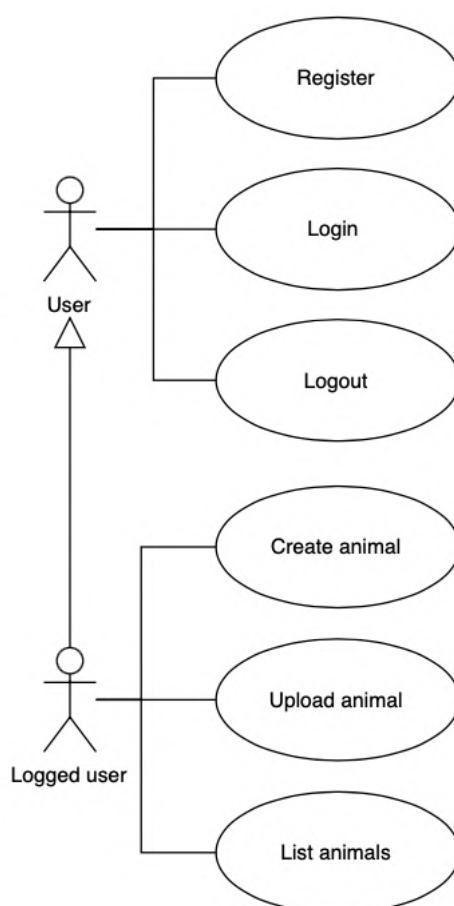 Register
Login
User
Logout
Create animal
Upload animal
Logged user
List animals